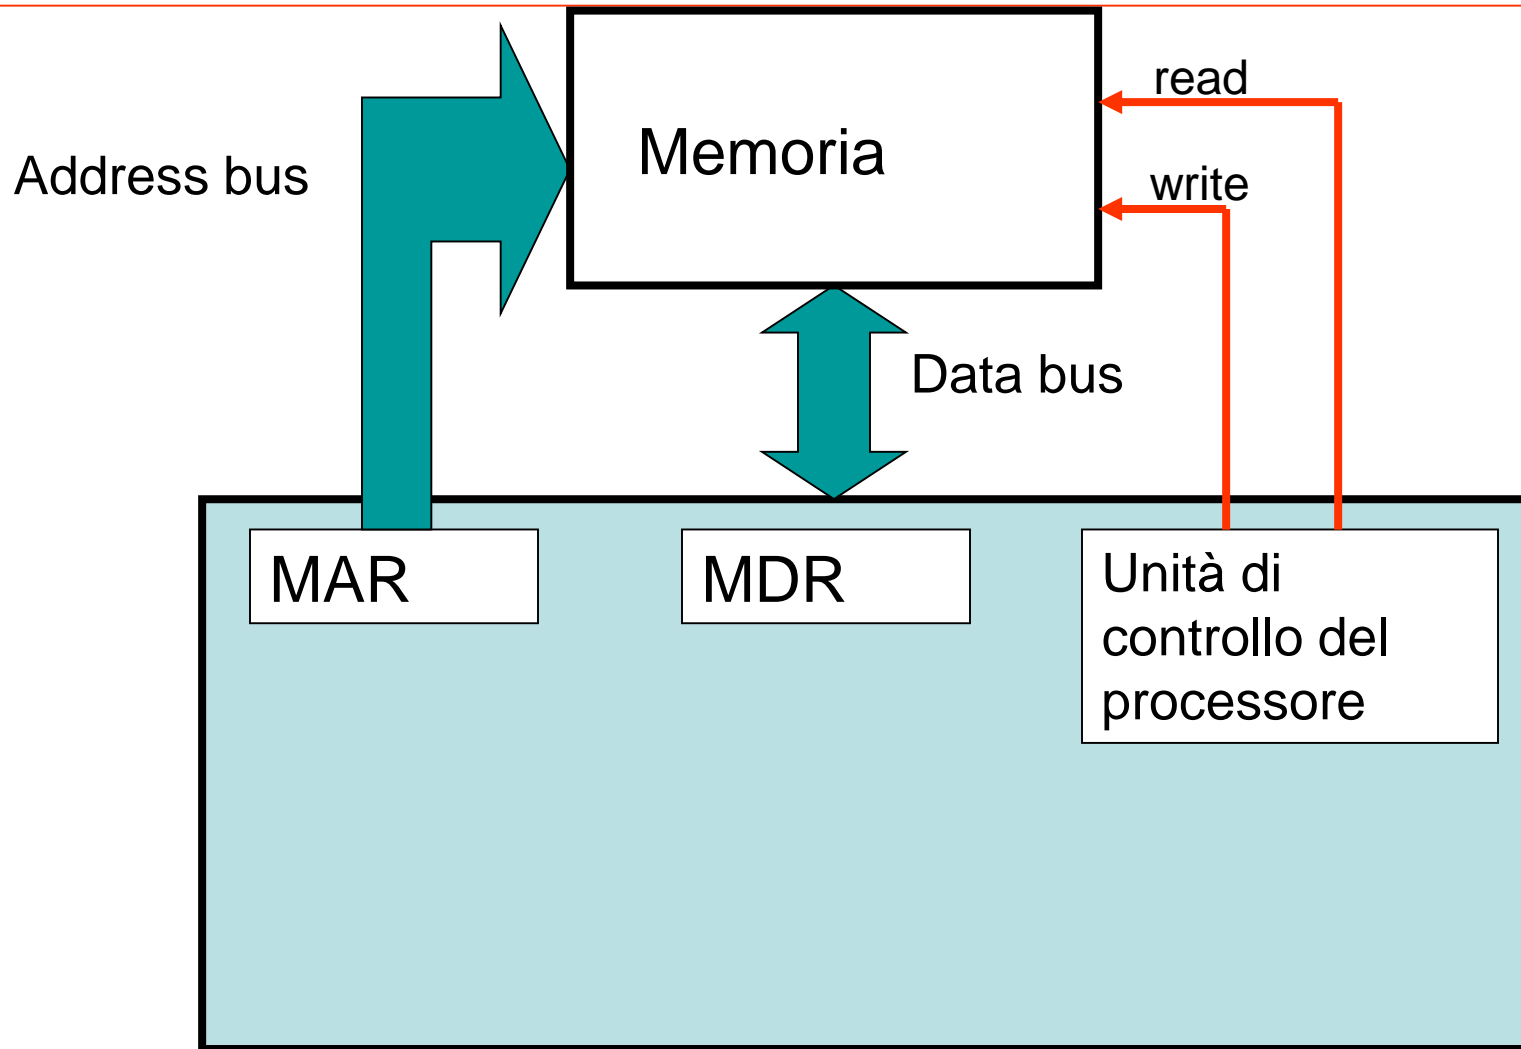 read
Memoria
Address bus
write
Data bus
MAR
MDR
Unità di
controllo del
processore